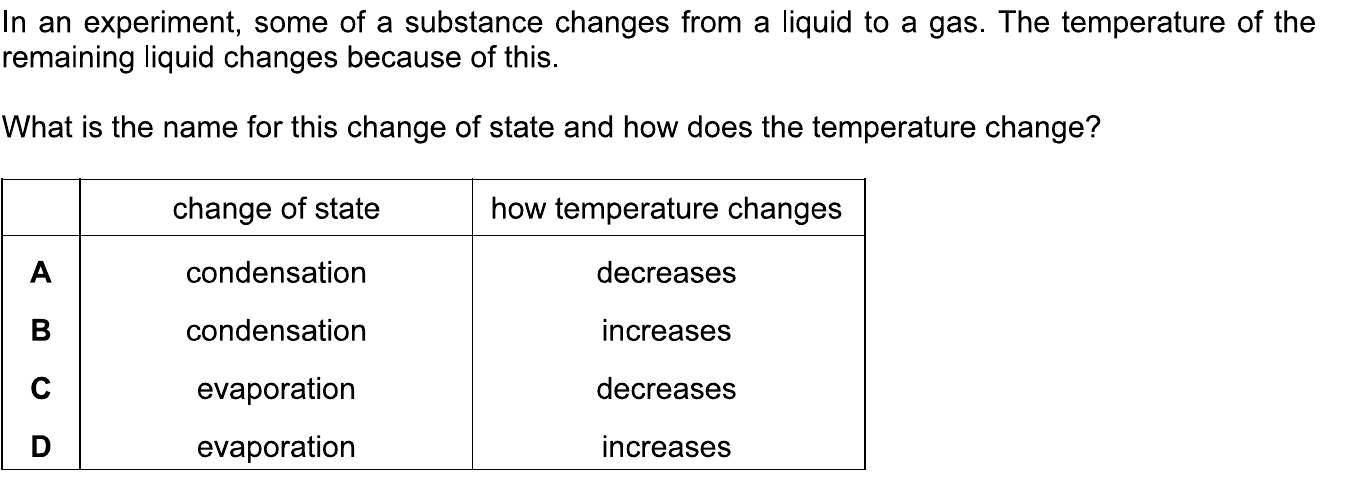 In an experiment, some of a substance changes from a liquid to a gas. The temperature of the
remaining liquid changes because of this.
What is the name for this change of state and how does the temperature change?
change of state how temperature changes
A condensation decreases
B condensation increases
C evaporation decreases
D evaporation increases